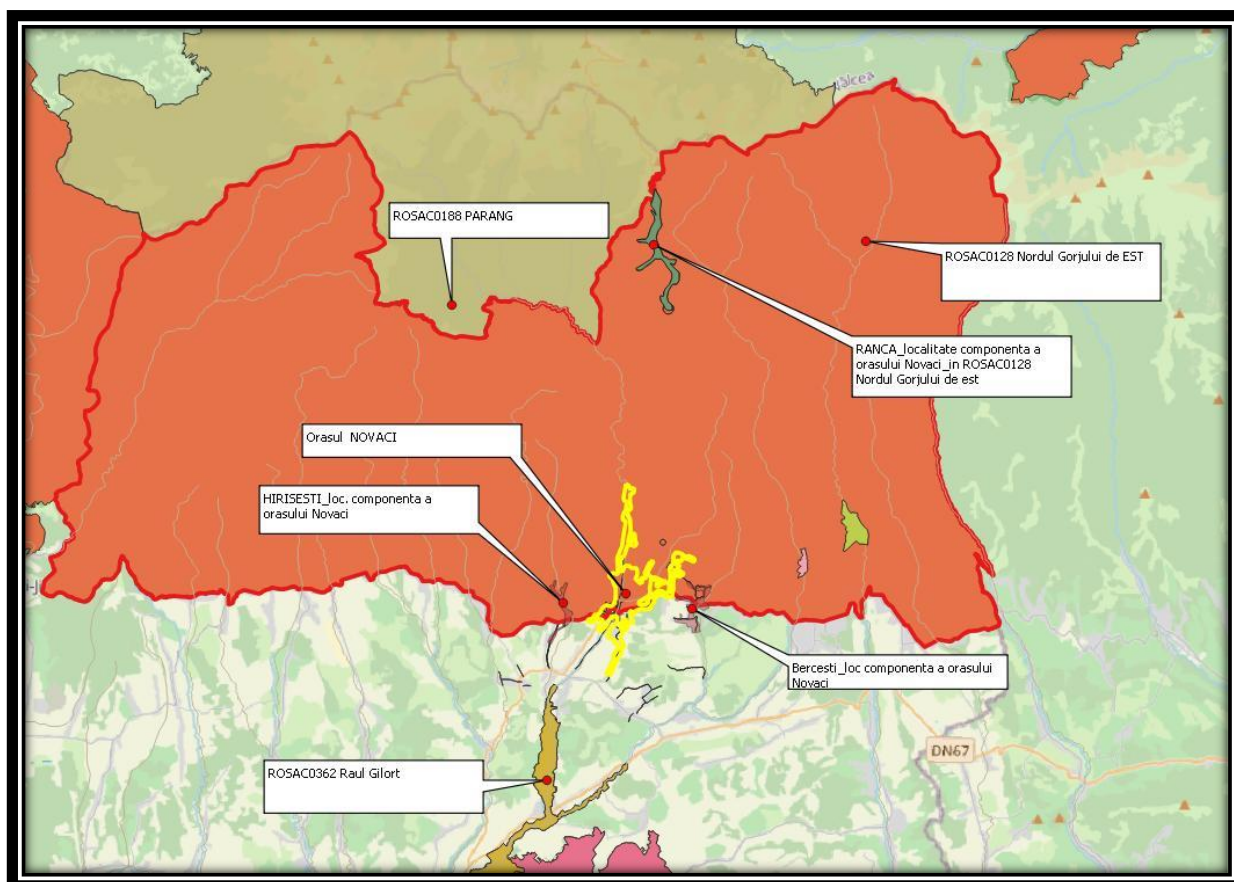 Vâlcea
ROSAC0188 PARANG
ROSAC0128 Nordul Gorjului de EST
RANCA_localitate componenta a
orasului Novaci_in ROSAC0128
Nordul Gorjului de est
Orasul NOVACI
HIRISESTI_loc. componenta a
orasului Novaci
Bercesti_loc componenta a orasului
Novaci
DN67
ROSAC0362 Raul Gilort